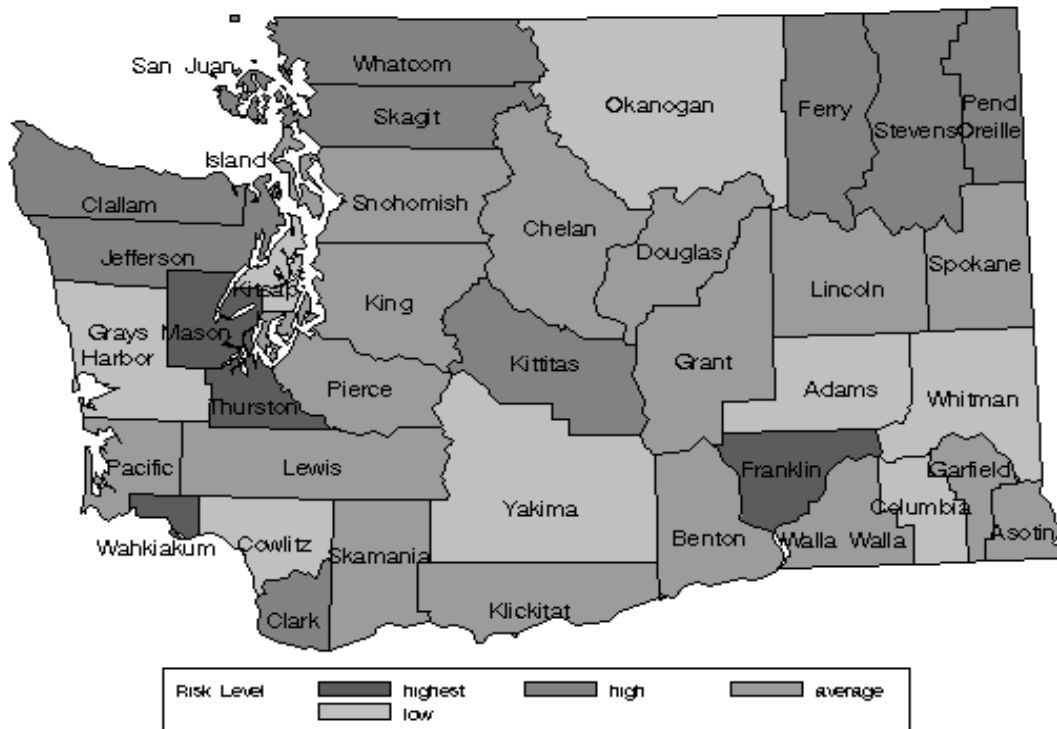 San Juan
Whatcom
Okanogan
Ferry
Pend
Oreille
Stevens
Skagit
Island
Clallam
Snohomish
Chelan
Douglas
Jefferson
Spokane
Kitsap
King
Lincoln
Grays
Harbor
Mason
Kittitas
Grant
Pierce
Adams
Whitman
Thurston
Pacific
Lewis
Franklin
Garfield
Yakima
Columbia
Wahkiakum
Cowlitz
Skamania
Benton
Walla Walla
Asotin
Klickitat
Clark
Risk Level highest high average
low